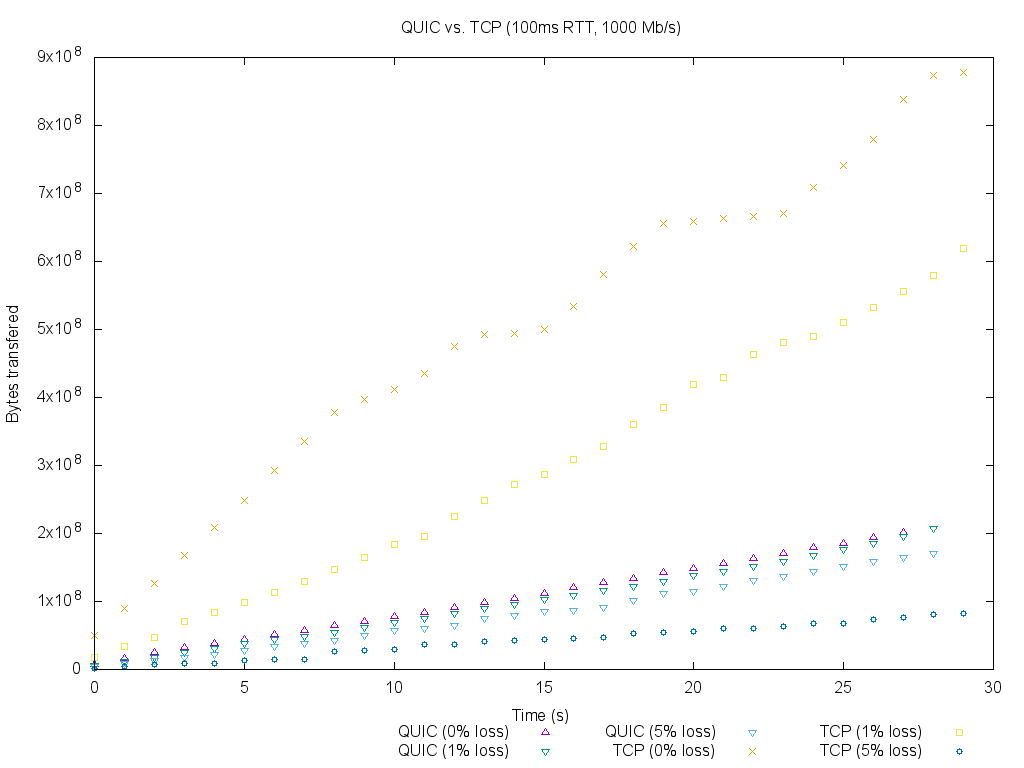 QUIC vs. TCP (100ms RTT, 1000 Mb/s)
9x10^8
8x10^8
7x10^8
6x10^8
5x10^8
4x10^8
3x10^8
2x10^8
1x10^8
0
Bytes transfered
0 5 10 15 20 25 30
Time (s)
QUIC (0% loss) QUIC (5% loss) TCP (1% loss)
QUIC (1% loss) TCP (0% loss) TCP (5% loss)